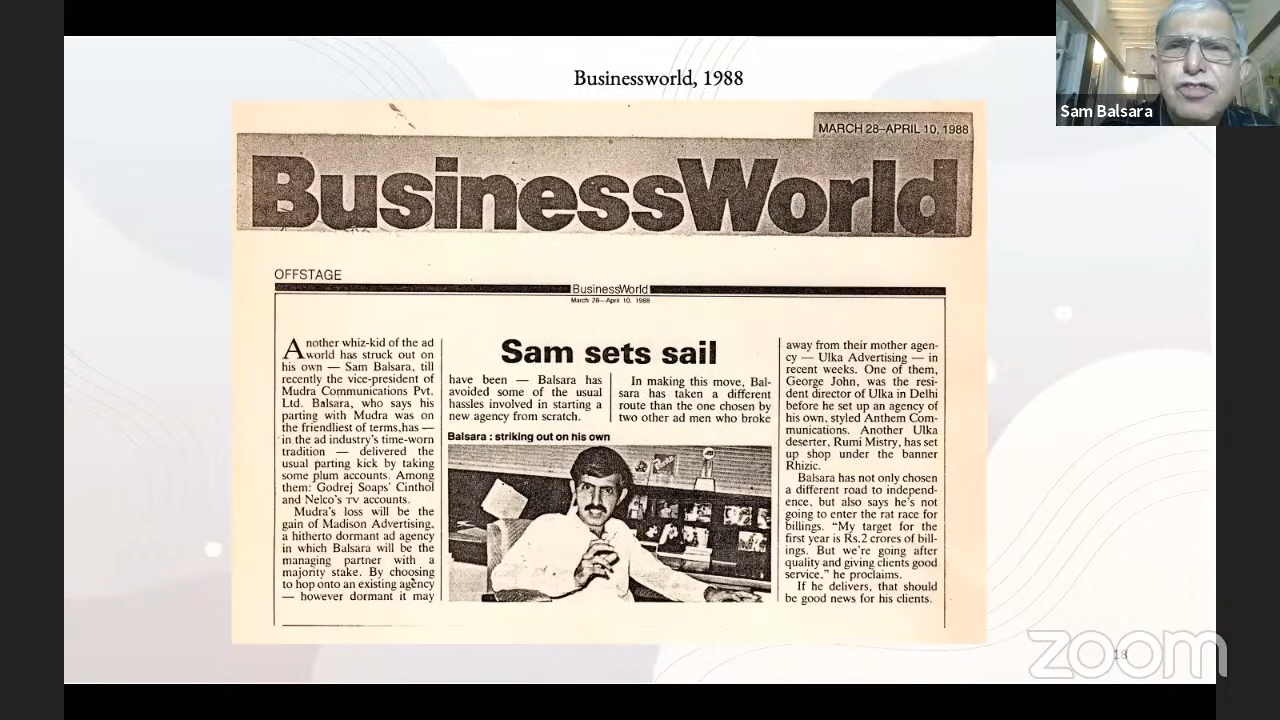 Businessworld, 1988
Sam Balsara
MARCH 28–APRIL 10, 1988
BusinessWorld
OFFSTAGE
BusinessWorld
March 28—April 10, 1988
Sam sets sail
Another whiz-kid of the ad
world has struck out on
his own — Sam Balsara, till
recently the vice-president of
Mudra Communications Pvt.
Ltd. Balsara, who says his
parting with Mudra was on
the friendliest of terms,has —
in the ad industry's time-worn
tradition — delivered the
usual parting kick by taking
some plum accounts. Among
them: Godrej Soaps' Cinthol
and Nelco's TV accounts.
Mudra's loss will be the
gain of Madison Advertising,
a hitherto dormant ad agency
in which Balsara will be the
managing partner with a
majority stake. By choosing
to hop onto an existing agency
— however dormant it may
have been — Balsara has
avoided some of the usual
hassles involved in starting a
new agency from scratch.
In making this move, Bal-
sara has taken a different
route than the one chosen by
two other ad men who broke
Balsara : striking out on his own
away from their mother agen-
cy — Ulka Advertising — in
recent weeks. One of them,
George John, was the resi-
dent director of Ulka in Delhi
before he set up an agency of
his own, styled Anthem Com-
munications. Another Ulka
deserter, Rumi Mistry, has set
up shop under the banner
Rhizic.
Balsara has not only chosen
a different road to independ-
ence, but also says he's not
going to enter the rat race for
billings. “My target for the
first year is Rs.2 crores of bill-
ings. But we're going after
quality and giving clients good
service,” he proclaims.
If he delivers, that should
be good news for his clients.
18
zoom